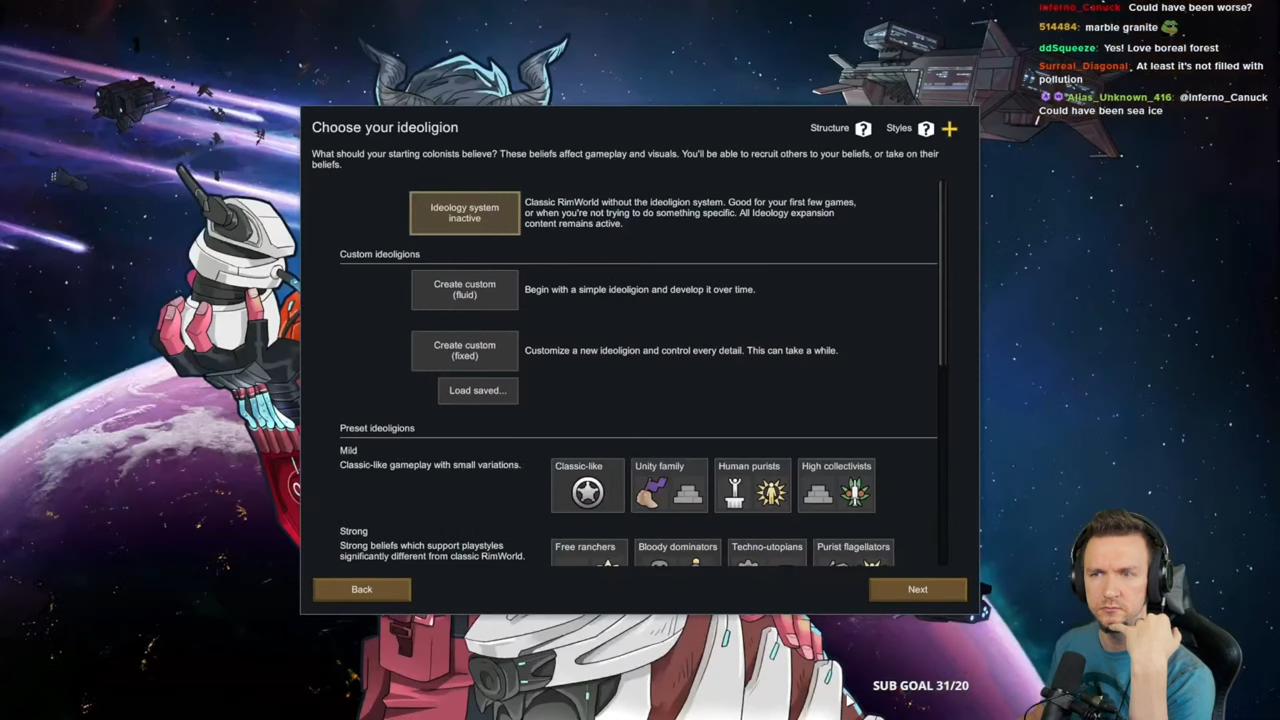 Inferno_Canuck Could have been worse?
514484: marble granite
ddSqueeze: Yes! Love boreal forest
Surreal_Diagonal: At least it's not filled with
pollution
Alias_Unknown_416: @Inferno_Canuck
Could have been sea ice
Choose your ideoligion
Structure ? Styles ? +
What should your starting colonists believe? These beliefs affect gameplay and visuals. You'll be able to recruit others to your beliefs, or take on their
beliefs.
Ideology system
inactive
Classic RimWorld without the ideoligion system. Good for your first few games,
or when you're not trying to do something specific. All Ideology expansion
content remains active.
Custom ideoligions
Create custom
(fluid)
Begin with a simple ideoligion and develop it over time.
Create custom
(fixed)
Customize a new ideoligion and control every detail. This can take a while.
Load saved...
Preset ideoligions
Mild
Classic-like gameplay with small variations.
Classic-like
Unity family
Human purists
High collectivists
Strong
Strong beliefs which support playstyles
significantly different from classic RimWorld.
Free ranchers
Bloody dominators
Techno-utopians
Purist flagellators
Back
Next
SUB GOAL 31/20